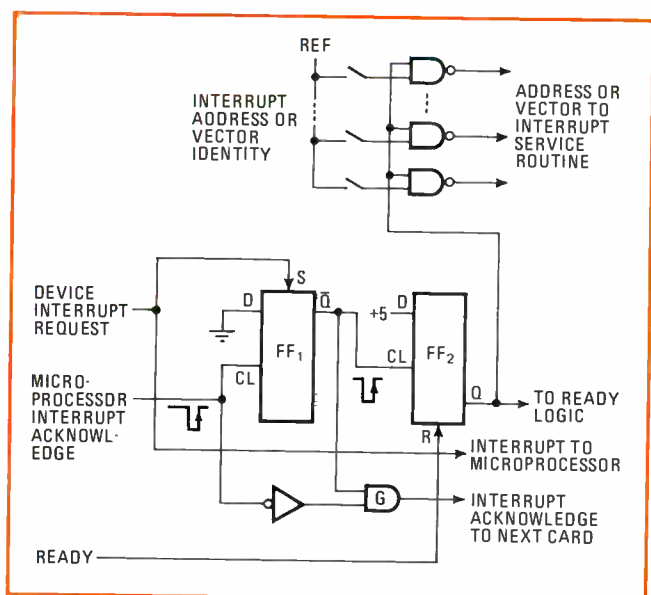 REF
INTERRUPT
ADDRESS OR
VECTOR
IDENTITY
ADDRESS OR
VECTOR TO
INTERRUPT
SERVICE
ROUTINE
DEVICE
INTERRUPT
REQUEST
S
D
Q̅
FF₁
CL
+5 D
CL
FF₂
Q
R
TO READY
LOGIC
MICRO-
PROCESSDR
INTERRUPT
ACKNOWL-
EDGE
INTERRUPT TO
MICROPROCESSOR
G
INTERRUPT
ACKNOWLEDGE
TO NEXT CARD
READY